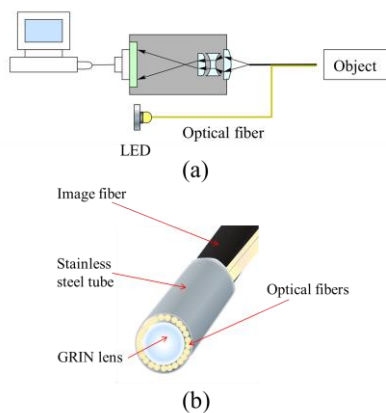 Object
Optical fiber
LED
(a)
Image fiber
Stainless
steel tube
Optical fibers
GRIN lens
(b)